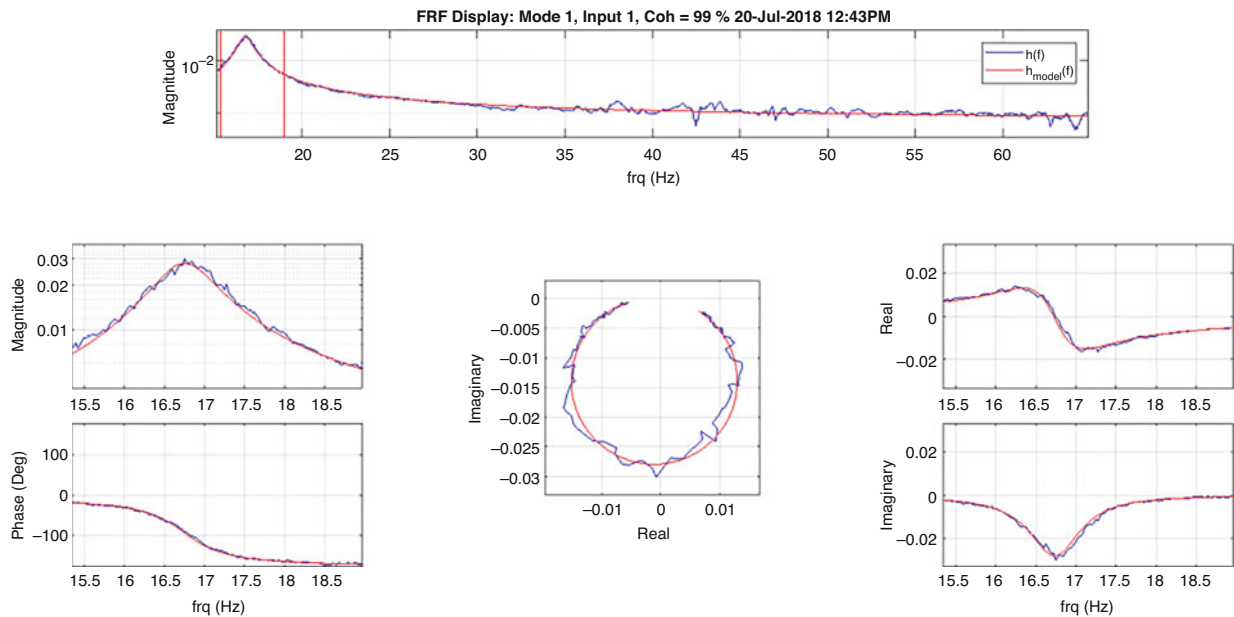 FRF Display: Mode 1, Input 1, Coh = 99 % 20-Jul-2018 12:43PM
Magnitude
10⁻²
h(f)
h_model(f)
20 25 30 35 40 45 50 55 60
frq (Hz)
Magnitude
0.03
0.02
0.01
15.5 16 16.5 17 17.5 18 18.5
Phase (Deg)
100
0
−100
15.5 16 16.5 17 17.5 18 18.5
frq (Hz)
Imaginary
0
−0.005
−0.01
−0.015
−0.02
−0.025
−0.03
−0.01 0 0.01
Real
Real
0.02
0
−0.02
15.5 16 16.5 17 17.5 18 18.5
Imaginary
0.02
0
−0.02
15.5 16 16.5 17 17.5 18 18.5
frq (Hz)